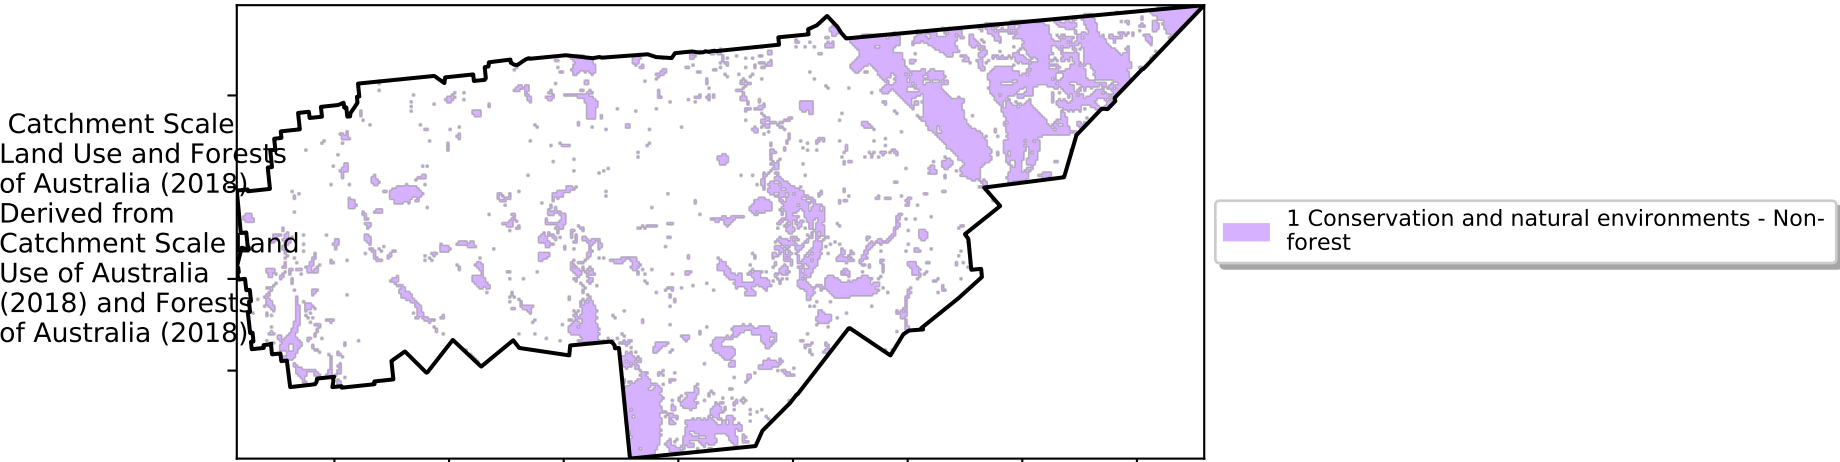 Catchment Scale
Land Use and Forests
of Australia (2018)
Derived from
Catchment Scale Land
Use of Australia
(2018) and Forests
of Australia (2018)
1 Conservation and natural environments - Non-
forest